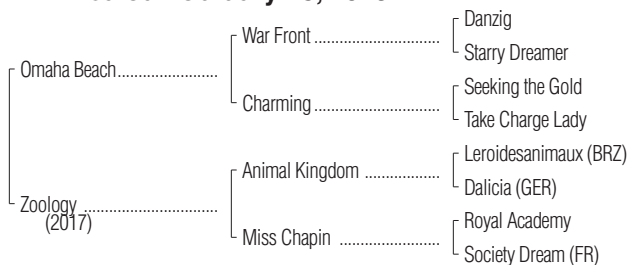 War Front
Danzig
Starry Dreamer
Omaha Beach
Charming
Seeking the Gold
Take Charge Lady
Animal Kingdom
Leroidesanimaux (BRZ)
Dalicia (GER)
Zoology
(2017)
Miss Chapin
Royal Academy
Society Dream (FR)